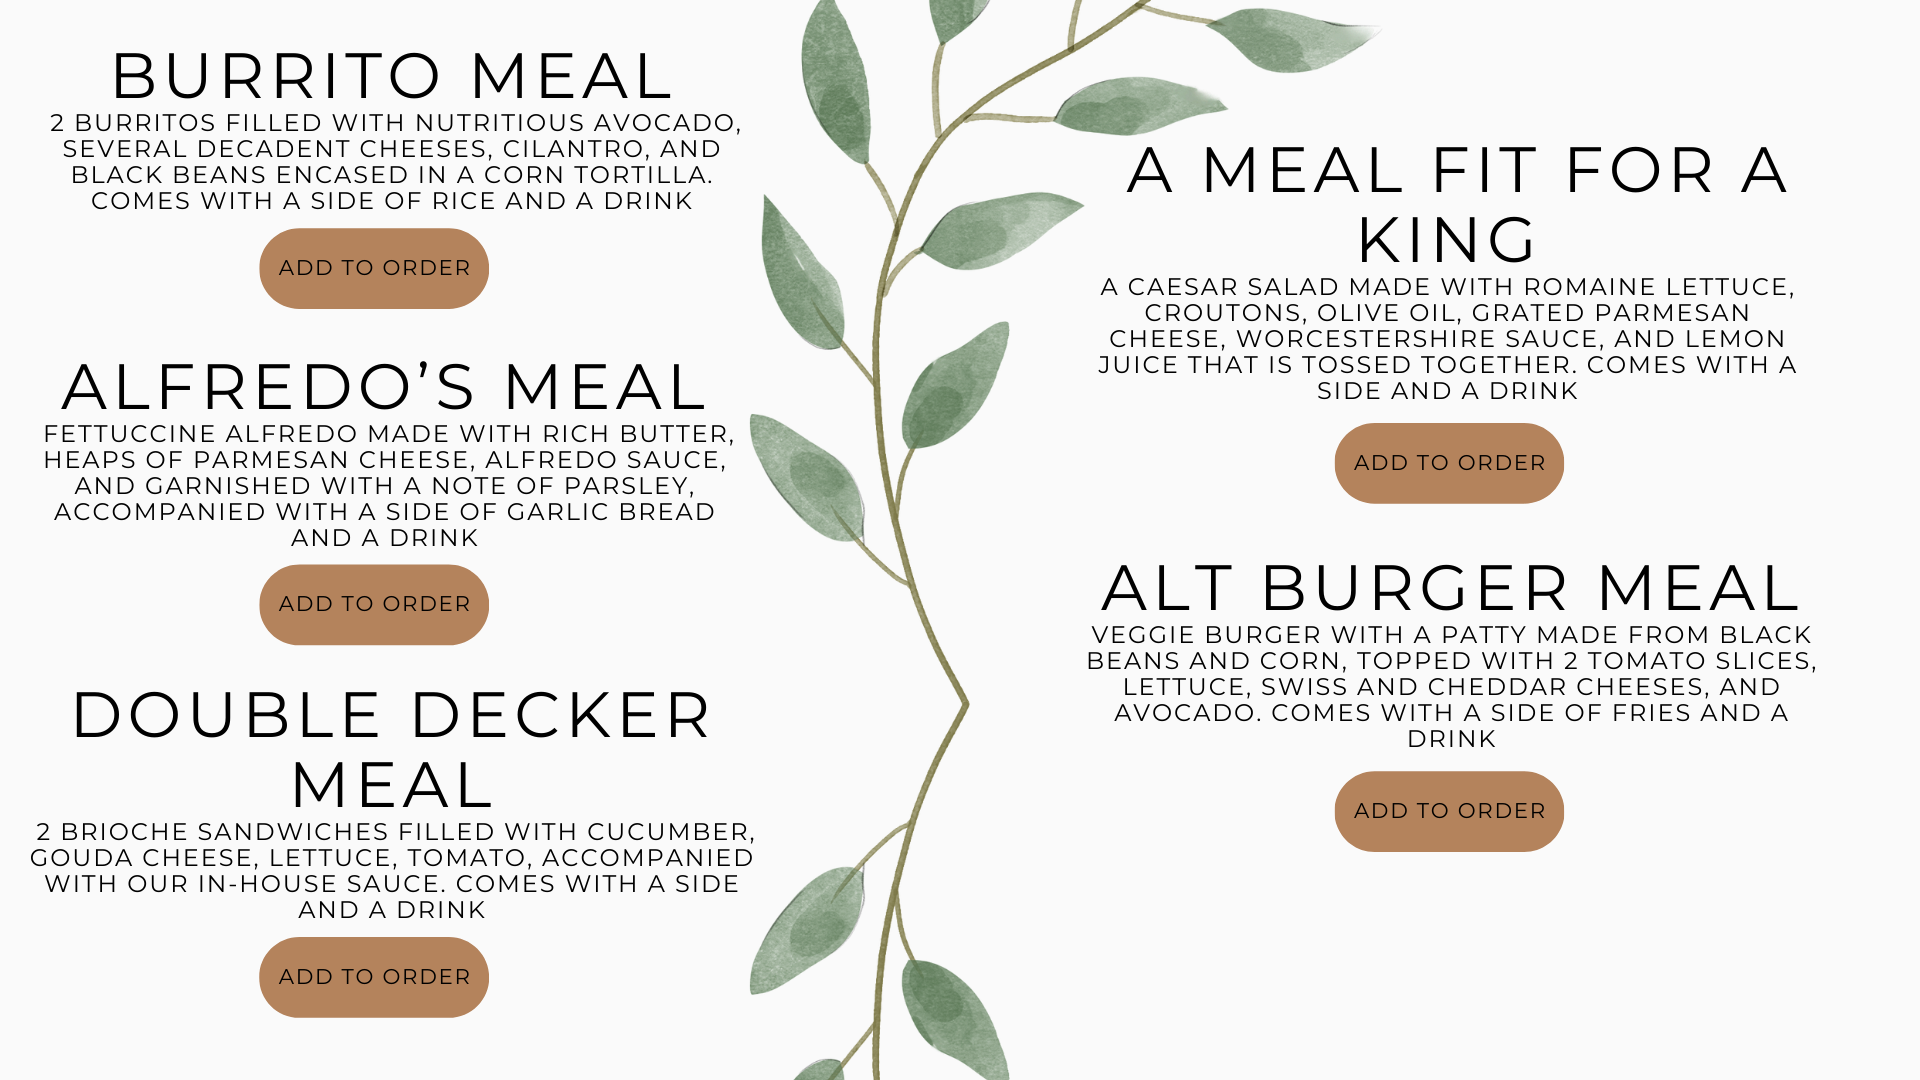 BURRITO MEAL
2 BURRITOS FILLED WITH NUTRITIOUS AVOCADO,
SEVERAL DECADENT CHEESES, CILANTRO, AND
BLACK BEANS ENCASED IN A CORN TORTILLA.
COMES WITH A SIDE OF RICE AND A DRINK
ADD TO ORDER
ALFREDO’S MEAL
FETTUCCINE ALFREDO MADE WITH RICH BUTTER,
HEAPS OF PARMESAN CHEESE, ALFREDO SAUCE,
AND GARNISHED WITH A NOTE OF PARSLEY,
ACCOMPANIED WITH A SIDE OF GARLIC BREAD
AND A DRINK
ADD TO ORDER
DOUBLE DECKER
MEAL
2 BRIOCHE SANDWICHES FILLED WITH CUCUMBER,
GOUDA CHEESE, LETTUCE, TOMATO, ACCOMPANIED
WITH OUR IN-HOUSE SAUCE. COMES WITH A SIDE
AND A DRINK
ADD TO ORDER
A MEAL FIT FOR A
KING
A CAESAR SALAD MADE WITH ROMAINE LETTUCE,
CROUTONS, OLIVE OIL, GRATED PARMESAN
CHEESE, WORCESTERSHIRE SAUCE, AND LEMON
JUICE THAT IS TOSSED TOGETHER. COMES WITH A
SIDE AND A DRINK
ADD TO ORDER
ALT BURGER MEAL
VEGGIE BURGER WITH A PATTY MADE FROM BLACK
BEANS AND CORN, TOPPED WITH 2 TOMATO SLICES,
LETTUCE, SWISS AND CHEDDAR CHEESES, AND
AVOCADO. COMES WITH A SIDE OF FRIES AND A
DRINK
ADD TO ORDER